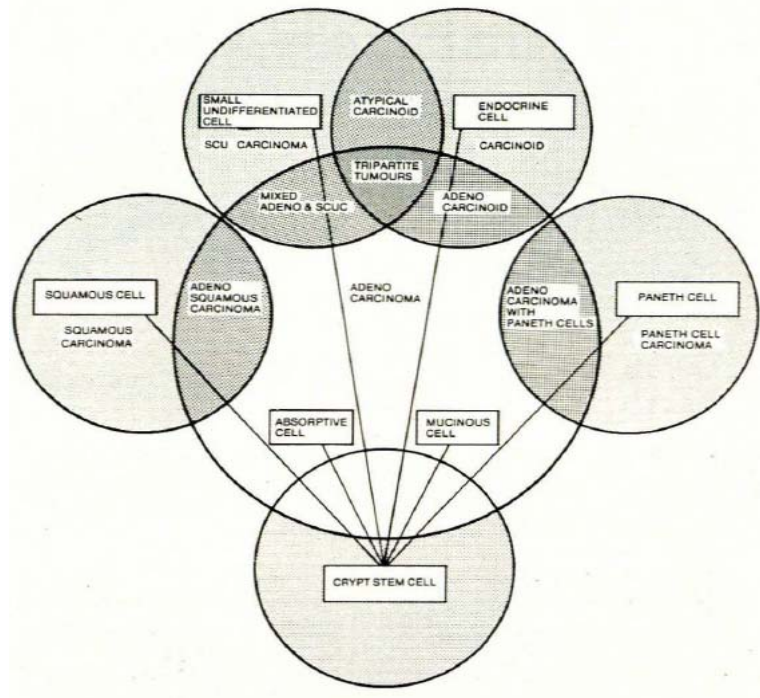 SMALL
UNDIFFERENTIATED
CELL
SCU CARCINOMA
ATYPICAL
CARCINOID
ENDOCRINE
CELL
CARCINOID
TRIPARTITE
TUMOURS
MIXED
ADENO & SCUC
ADENO
CARCINOID
SQUAMOUS CELL
SQUAMOUS
CARCINOMA
ADENO
SQUAMOUS
CARCINOMA
ADENO
CARCINOMA
ADENO
CARCINOMA
WITH
PANETH CELLS
PANETH CELL
PANETH CELL
CARCINOMA
ABSORPTIVE
CELL
MUCINOUS
CELL
CRYPT STEM CELL